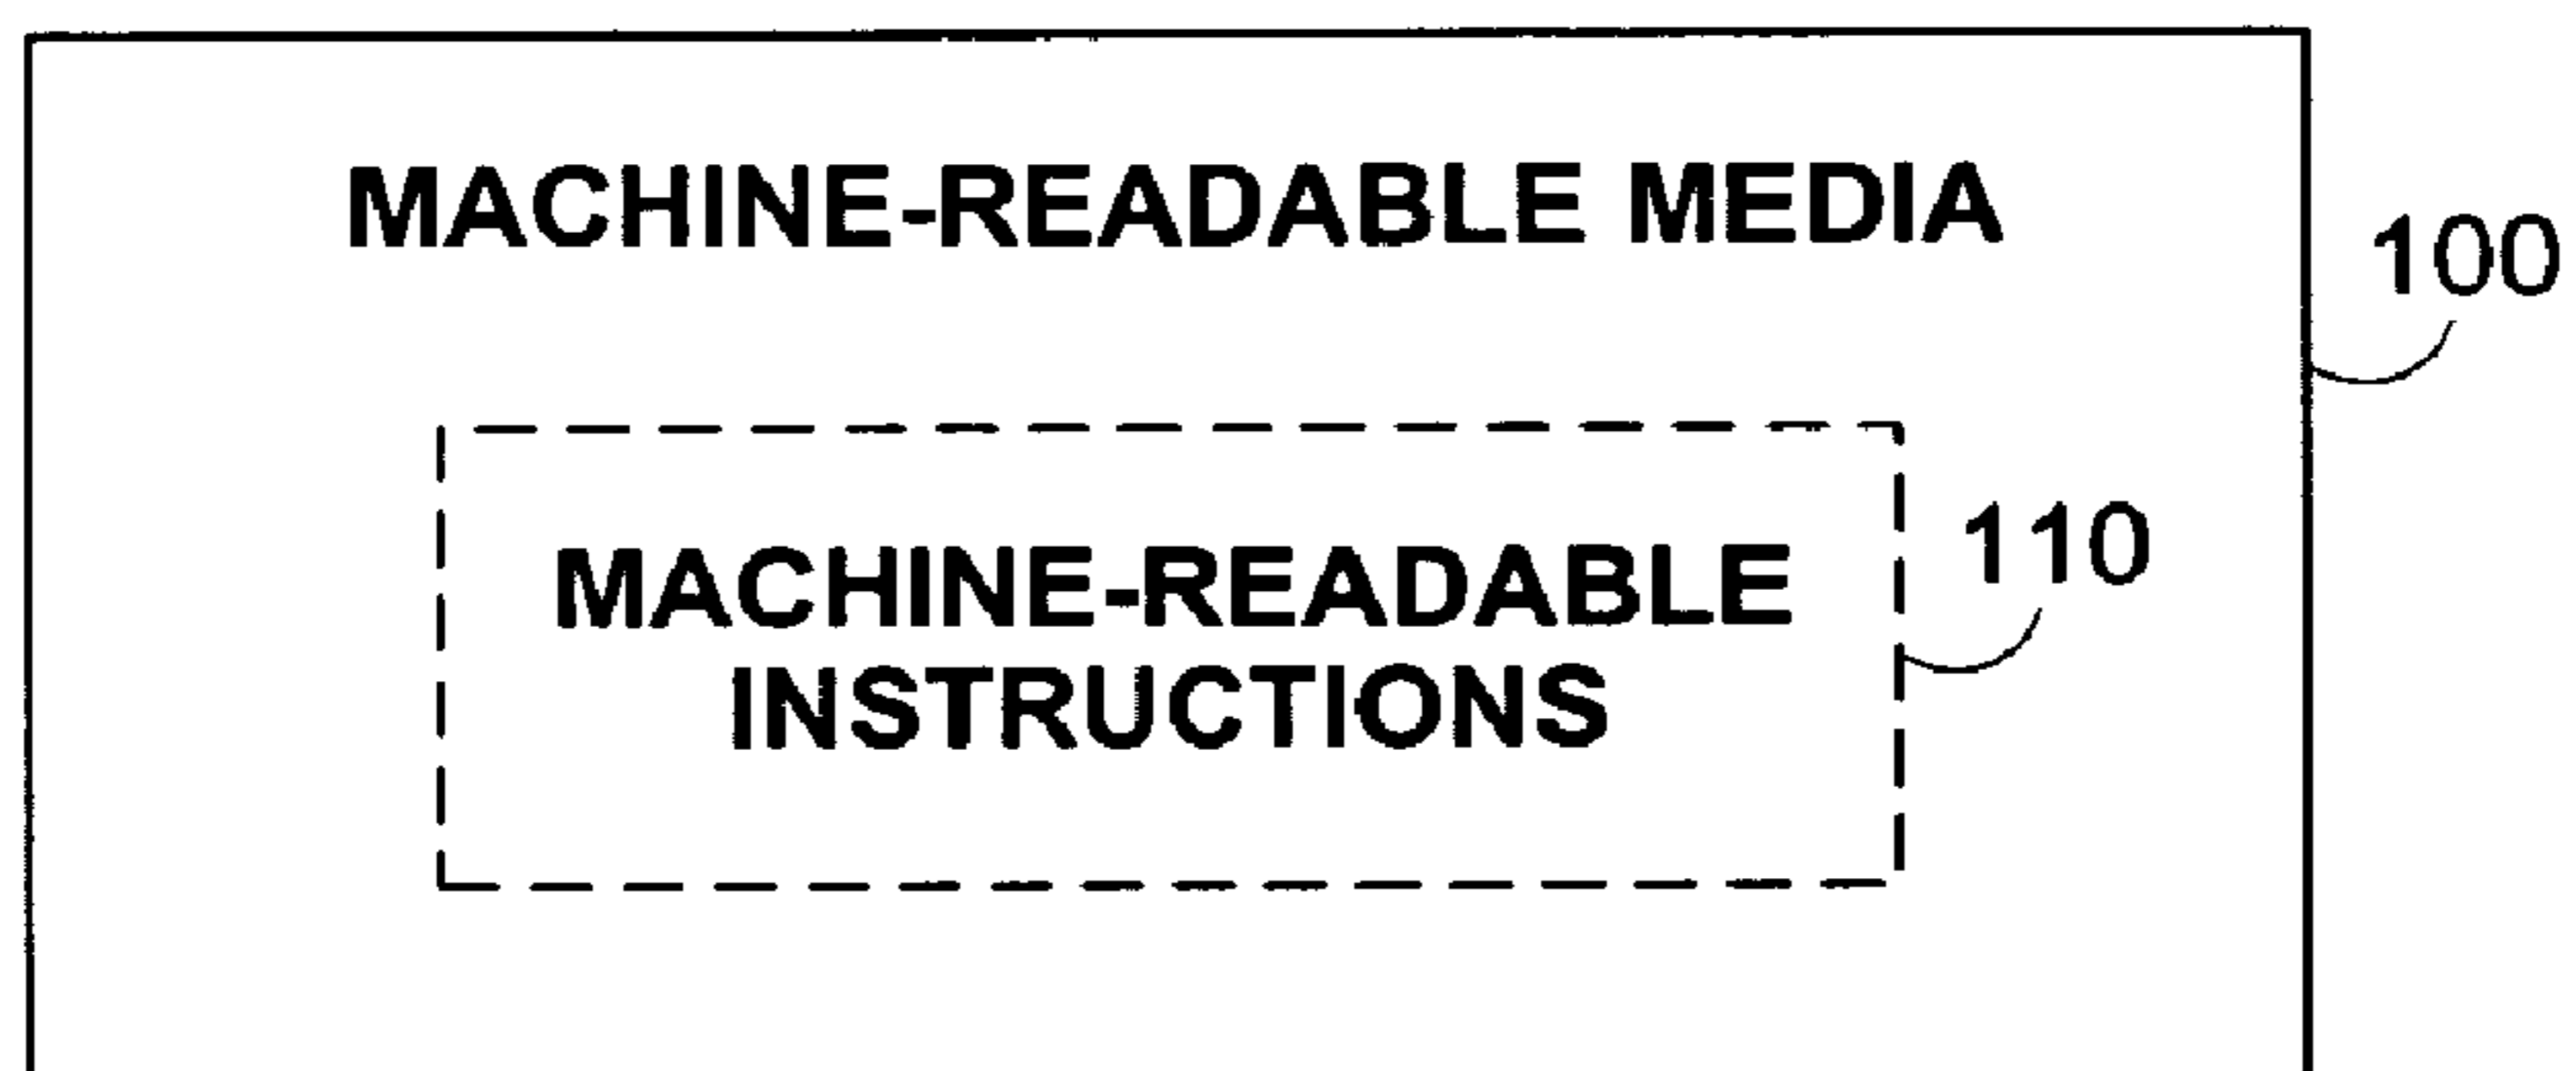 MACHINE-READABLE MEDIA
100
MACHINE-READABLE
INSTRUCTIONS
110